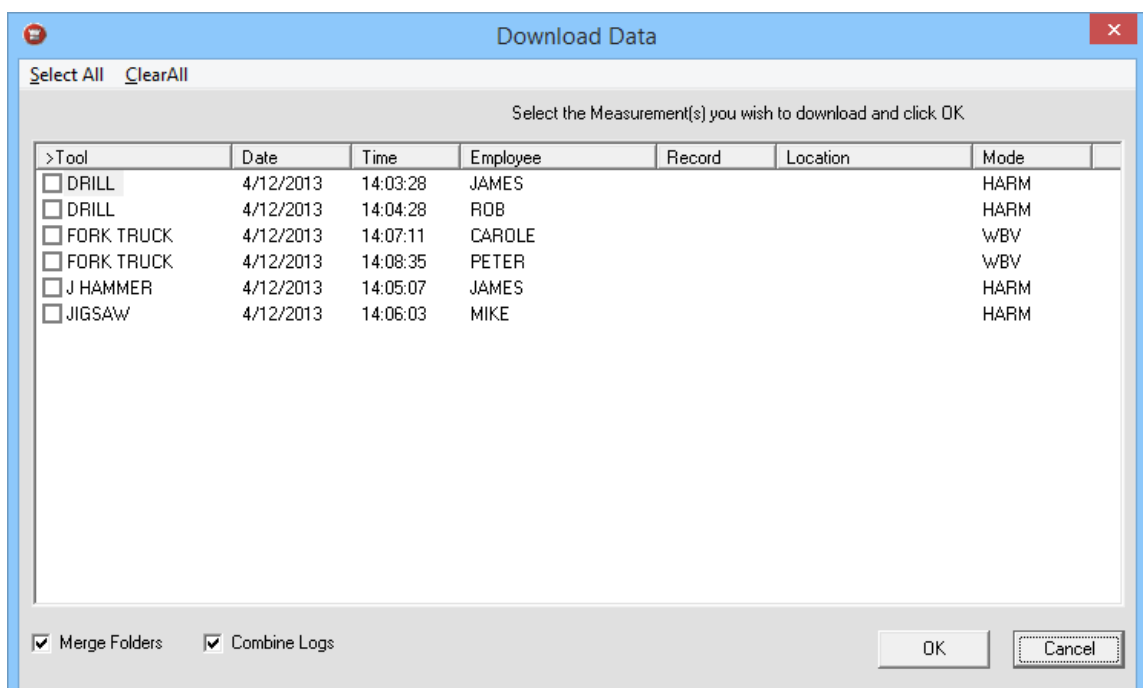 Download Data
Select All ClearAll
Select the Measurement(s) you wish to download and click OK
>Tool Date Time Employee Record Location Mode
DRILL 4/12/2013 14:03:28 JAMES HARM
DRILL 4/12/2013 14:04:28 ROB HARM
FORK TRUCK 4/12/2013 14:07:11 CAROLE WBV
FORK TRUCK 4/12/2013 14:08:35 PETER WBV
J HAMMER 4/12/2013 14:05:07 JAMES HARM
JIGSAW 4/12/2013 14:06:03 MIKE HARM
Merge Folders Combine Logs OK Cancel